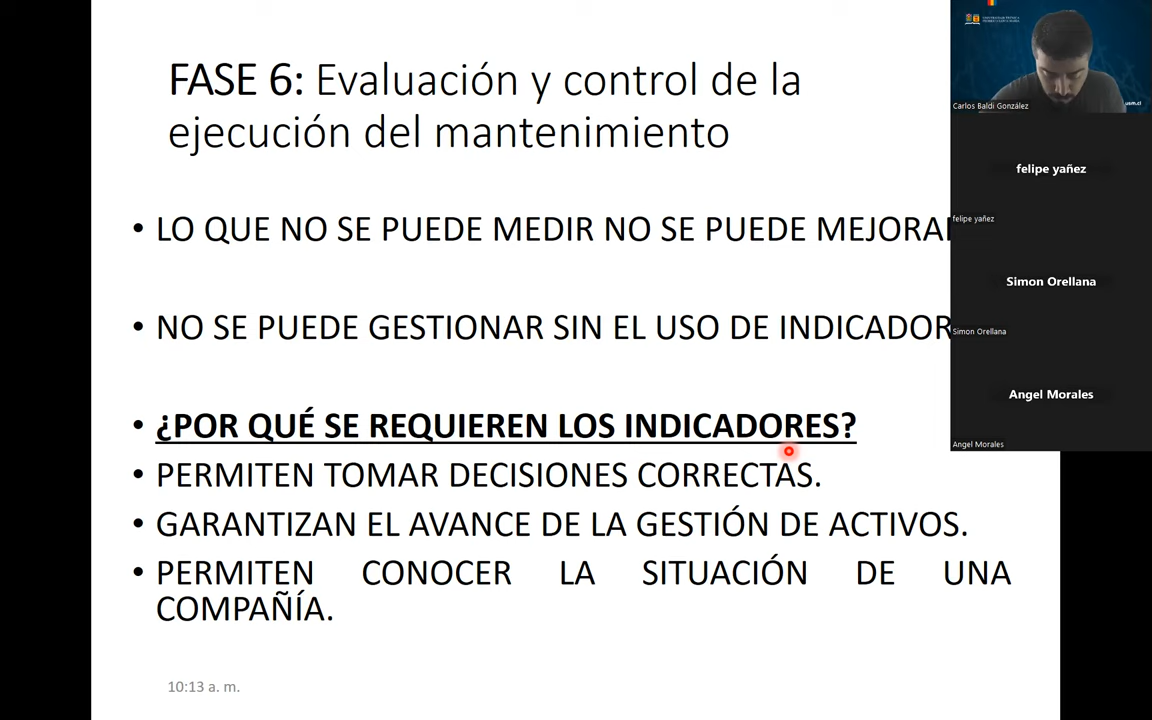 FASE 6: Evaluación y control de la
ejecución del mantenimiento
• LO QUE NO SE PUEDE MEDIR NO SE PUEDE MEJORAR
• NO SE PUEDE GESTIONAR SIN EL USO DE INDICADOR
• ¿POR QUÉ SE REQUIEREN LOS INDICADORES?
• PERMITEN TOMAR DECISIONES CORRECTAS.
• GARANTIZAN EL AVANCE DE LA GESTIÓN DE ACTIVOS.
• PERMITEN CONOCER LA SITUACIÓN DE UNA
COMPAÑÍA.
10:13 a. m.
usm.cl
Carlos Baldi González
felipe yañez
felipe yañez
Simon Orellana
Simon Orellana
Angel Morales
Angel Morales